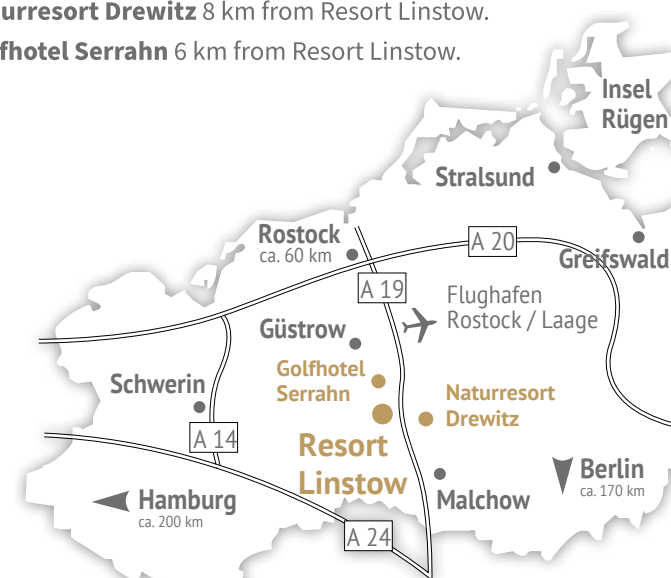 urresort Drewitz 8 km from Resort Linstow.
fhotel Serrahn 6 km from Resort Linstow.
Insel
Rügen
Stralsund
Rostock
ca. 60 km
A 20
Greifswald
A 19
Flughafen
Rostock / Laage
Güstrow
Golfhotel
Serrahn
Schwerin
Naturresort
Drewitz
A 14
Resort
Linstow
Berlin
ca. 170 km
Hamburg
ca. 200 km
Malchow
A 24